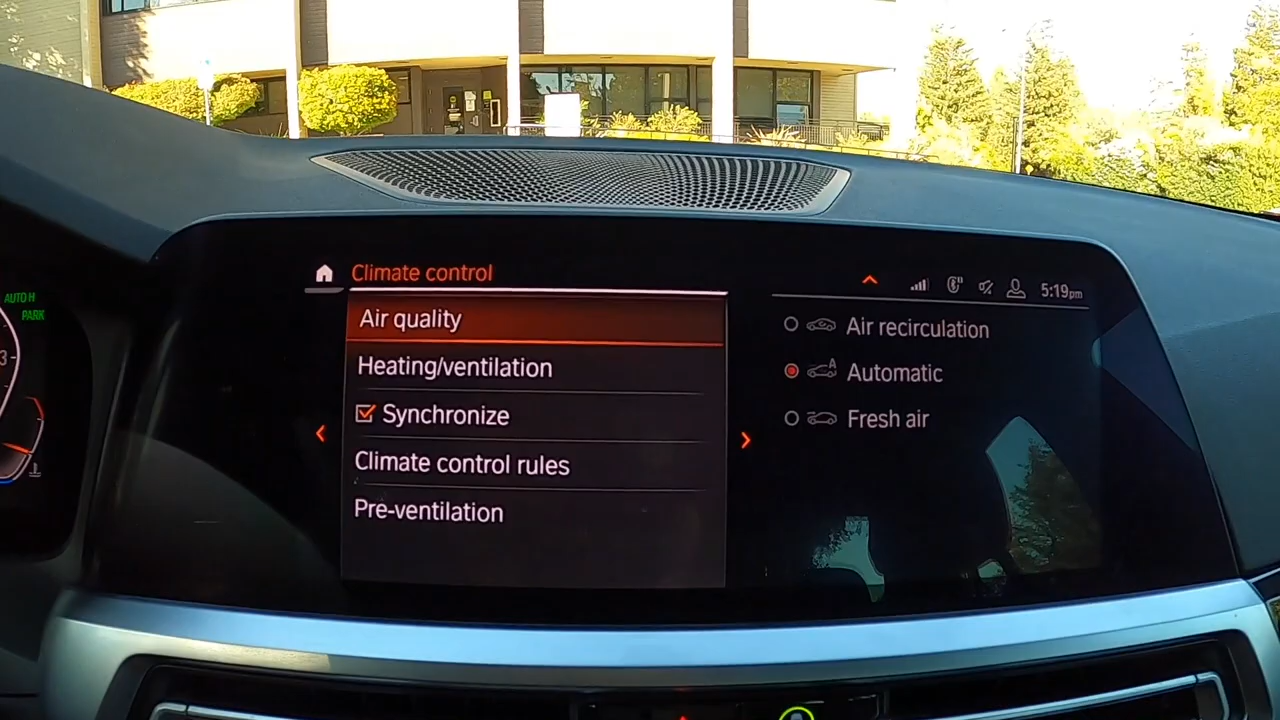 AUTO H
PARK
3
Climate control
5:19pm
Air quality
Heating/ventilation
Synchronize
Climate control rules
Pre-ventilation
Air recirculation
A
Automatic
Fresh air